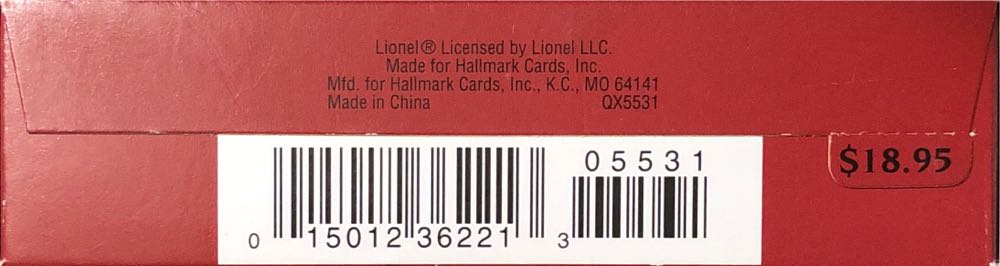 Lionel® Licensed by Lionel LLC.
Made for Hallmark Cards, Inc.
Mfd. for Hallmark Cards, Inc., K.C., MO 64141
Made in China QX5531
05531
$18.95
0 15012 36221 3